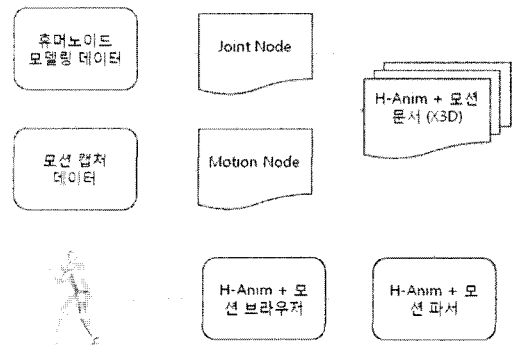 휴머노이드
모델링 데이터
Joint Node
H-Anim + 모션
문서 (X3D)
모션 캡처
데이터
Motion Node
H-Anim + 모
션 브라우저
H-Anim + 모
션 파서